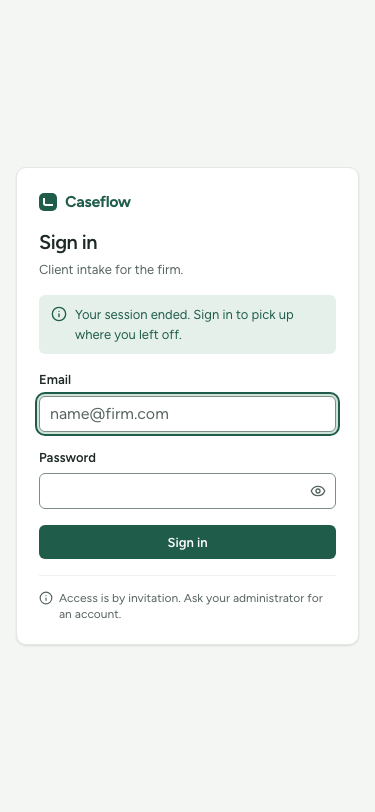 Caseflow
Sign in
Client intake for the firm.
Your session ended. Sign in to pick up
where you left off.
Email
name@firm.com
Password
Sign in
Access is by invitation. Ask your administrator for
an account.